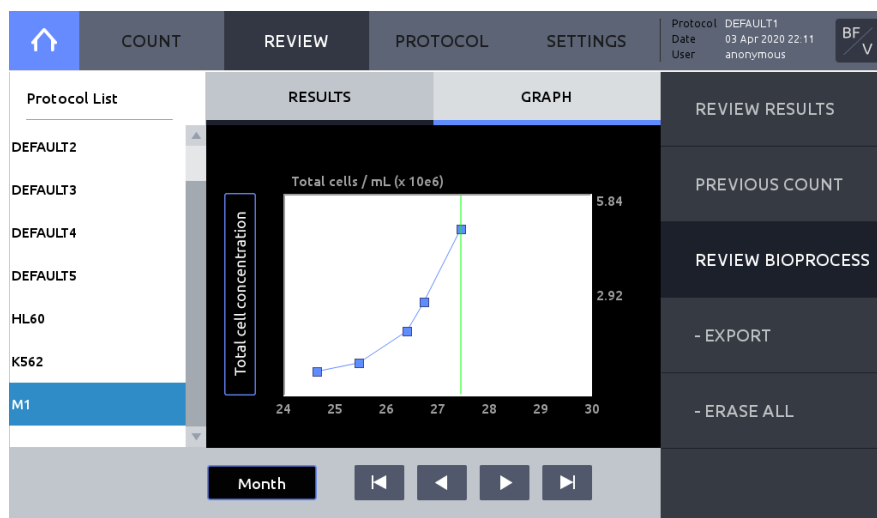 COUNT
REVIEW
PROTOCOL
SETTINGS
Protocol DEFAULT1
Date 03 Apr 2020 22:11
User anonymous
BF/V
Protocol List
DEFAULT2
DEFAULT3
DEFAULT4
DEFAULT5
HL60
K562
M1
RESULTS
GRAPH
Total cells / mL (x 10e6)
Total cell concentration
5.84
2.92
24 25 26 27 28 29 30
Month
REVIEW RESULTS
PREVIOUS COUNT
REVIEW BIOPROCESS
- EXPORT
- ERASE ALL